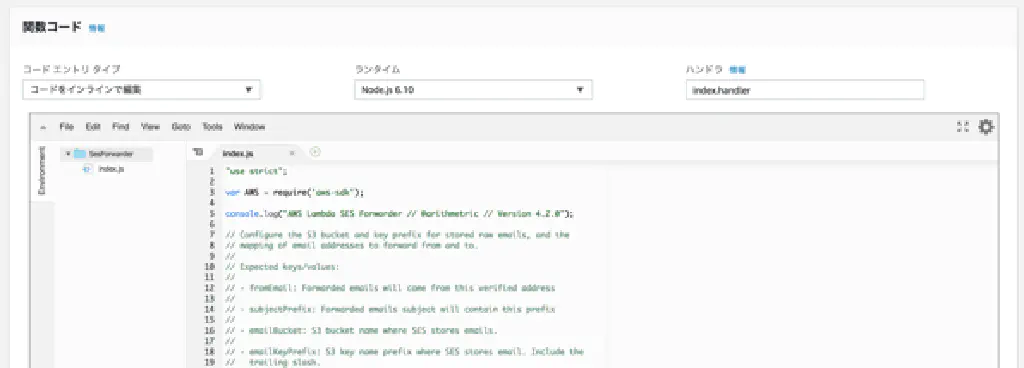 関数コード 情報
コード エントリ タイプ
ランタイム
ハンドラ 情報
コードをインラインで編集
Node.js 6.10
index.handler
File Edit Find View Goto Tools Window
Environment
SesForwarder
index.js
index.js
1 "use strict";
2
3 var AWS = require('aws-sdk');
4
5 console.log("AWS Lambda SES Forwarder // @arithmetric // Version 4.2.0");
6
7 // Configure the S3 bucket and key prefix for stored raw emails, and the
8 // mapping of email addresses to forward from and to.
9 //
10 // Expected keys/values:
11 //
12 // - fromEmail: Forwarded emails will come from this verified address
13 //
14 // - subjectPrefix: Forwarded emails subject will contain this prefix
15 //
16 // - emailBucket: S3 bucket name where SES stores emails.
17 //
18 // - emailKeyPrefix: S3 key name prefix where SES stores email. Include the
19 // trailing slash.